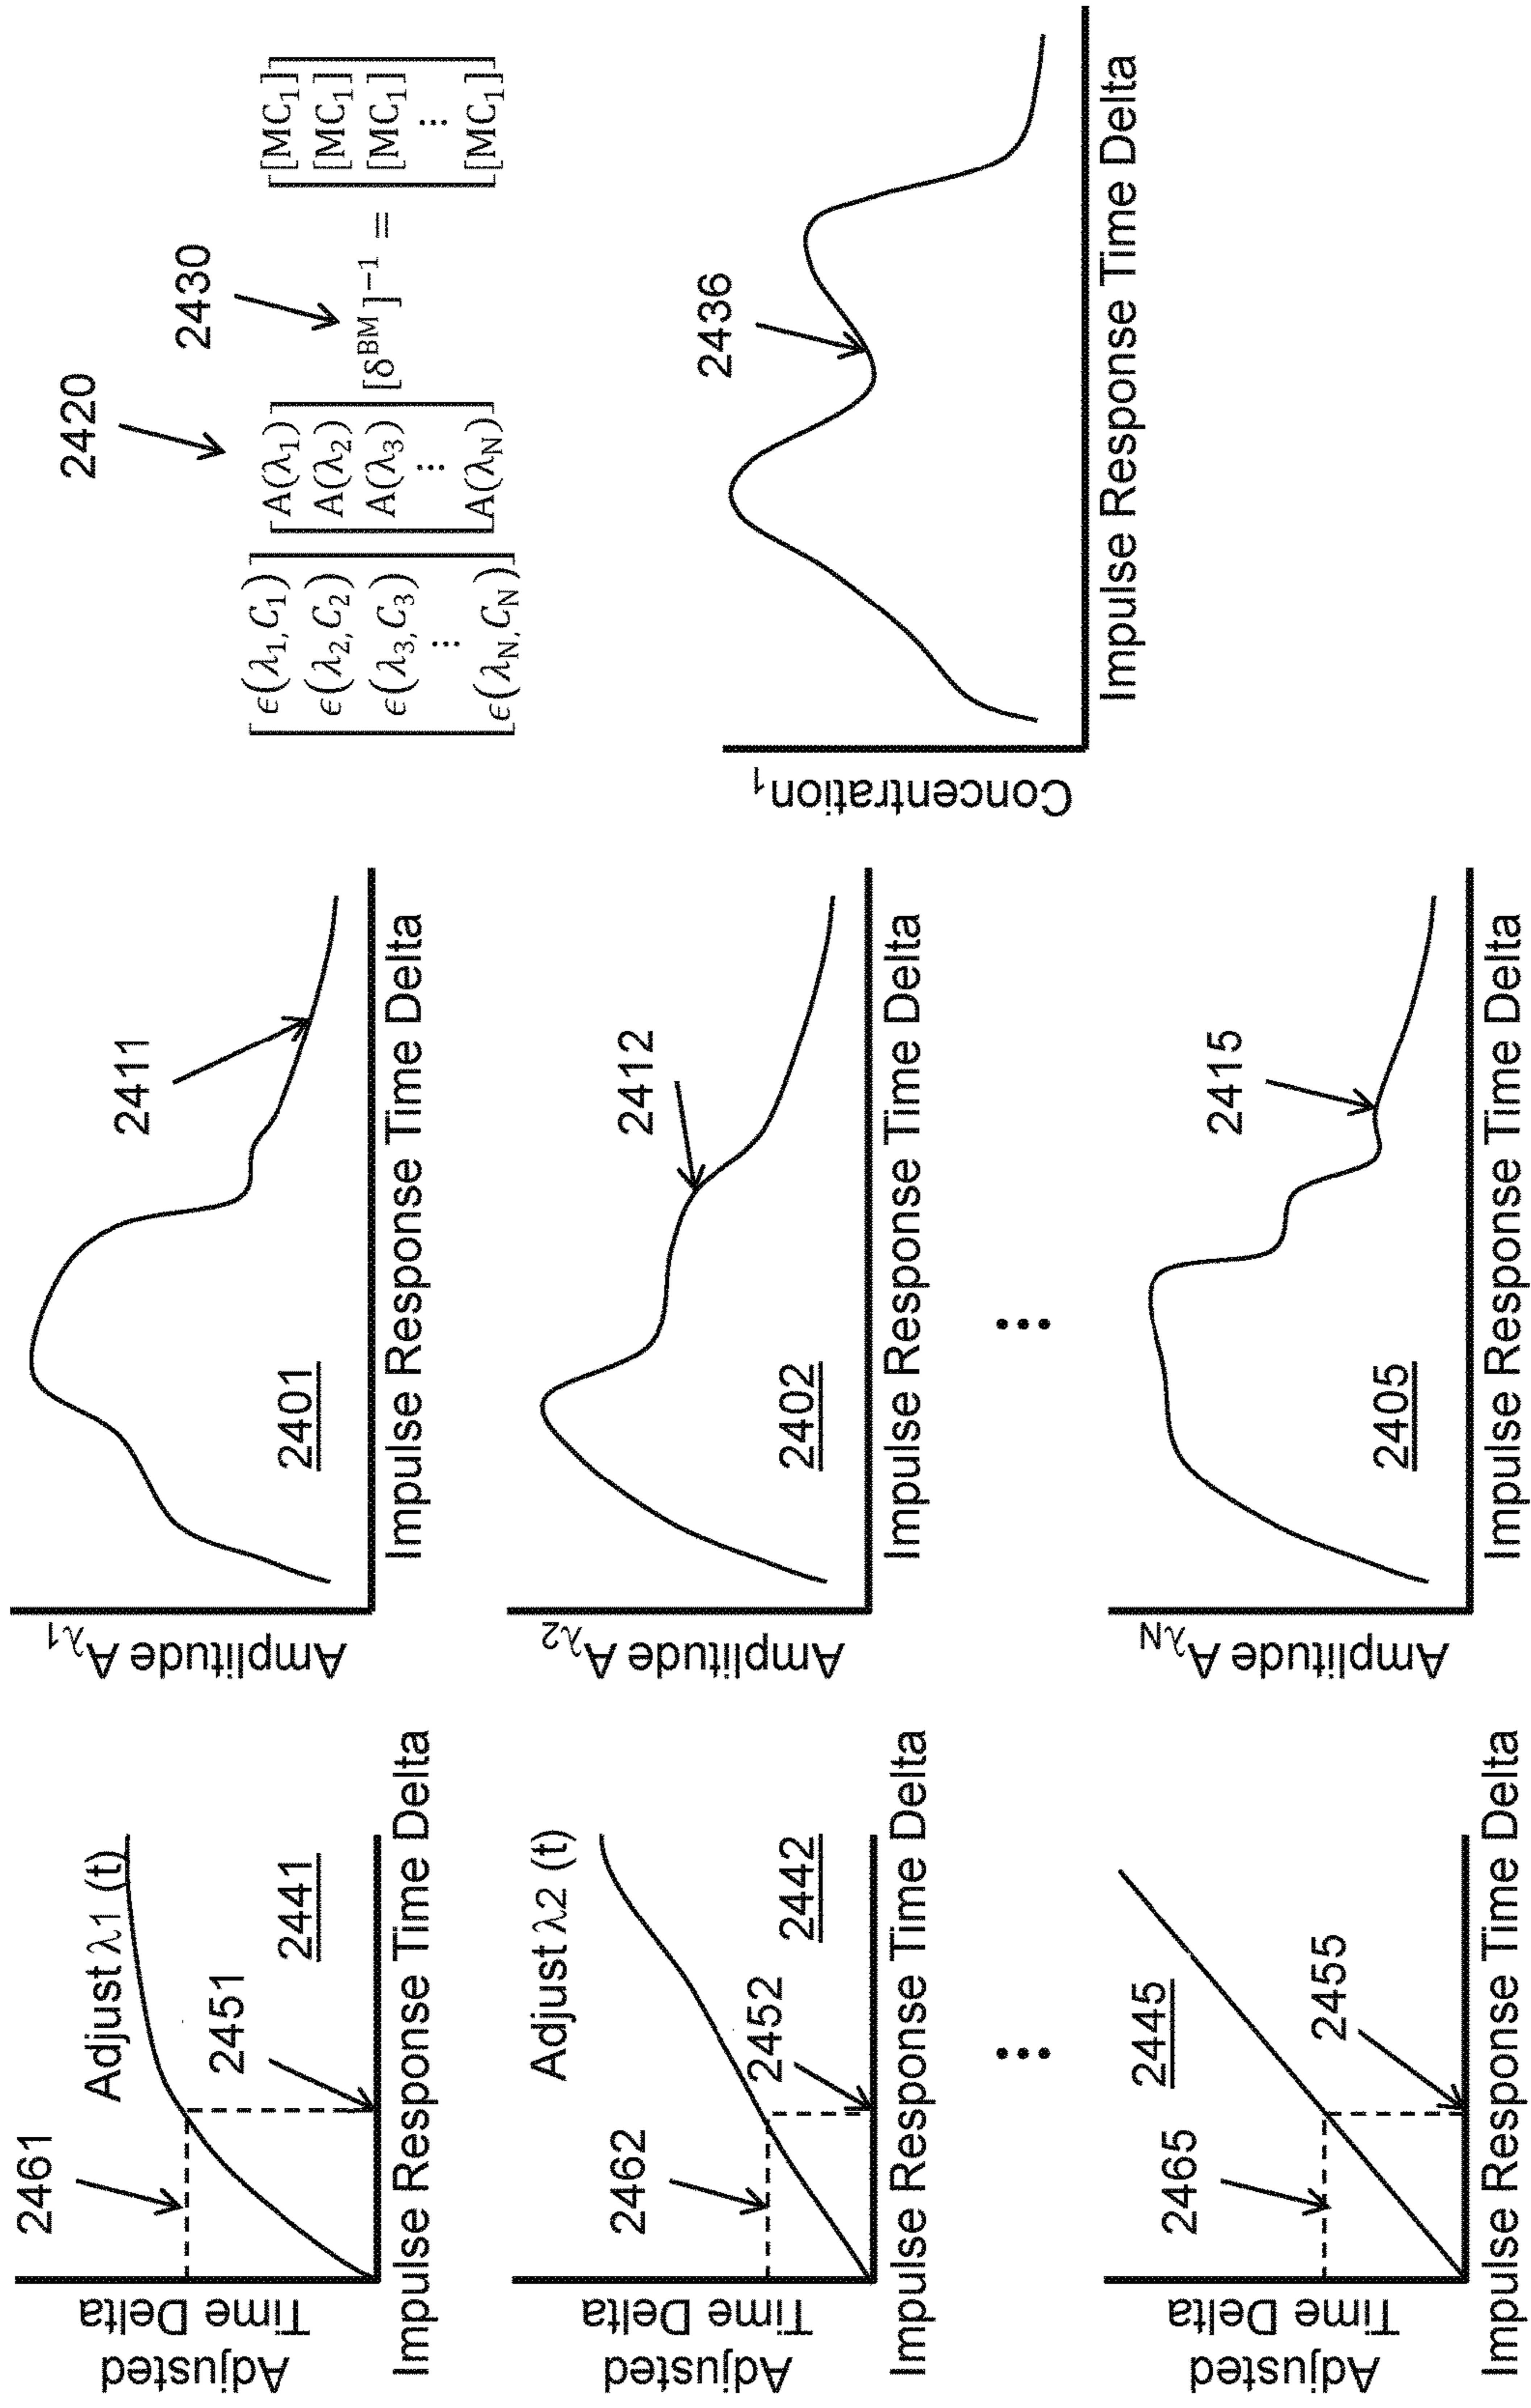 2461
Adjust λ1 (t)
2451
2441
Adjusted
Time Delta
Impulse Response Time Delta
2462
Adjust λ2 (t)
2452
2442
Adjusted
Time Delta
Impulse Response Time Delta
⋮
2465
2445
2455
Adjusted
Time Delta
Impulse Response Time Delta
2411
2401
Amplitude A_λ1
Impulse Response Time Delta
2412
2402
Amplitude A_λ2
Impulse Response Time Delta
⋮
2415
2405
Amplitude A_λN
Impulse Response Time Delta
2420
2430
ϵ(λ₁,C₁) A(λ₁) [MC₁]
ϵ(λ₂,C₂) A(λ₂) [MC₁]
ϵ(λ₃,C₃) A(λ₃) [δᴮᴹ]⁻¹ = [MC₁]
⋮ ⋮ ⋮
ϵ(λ_N,C_N) A(λ_N) [MC₁]
2436
Concentration₁
Impulse Response Time Delta